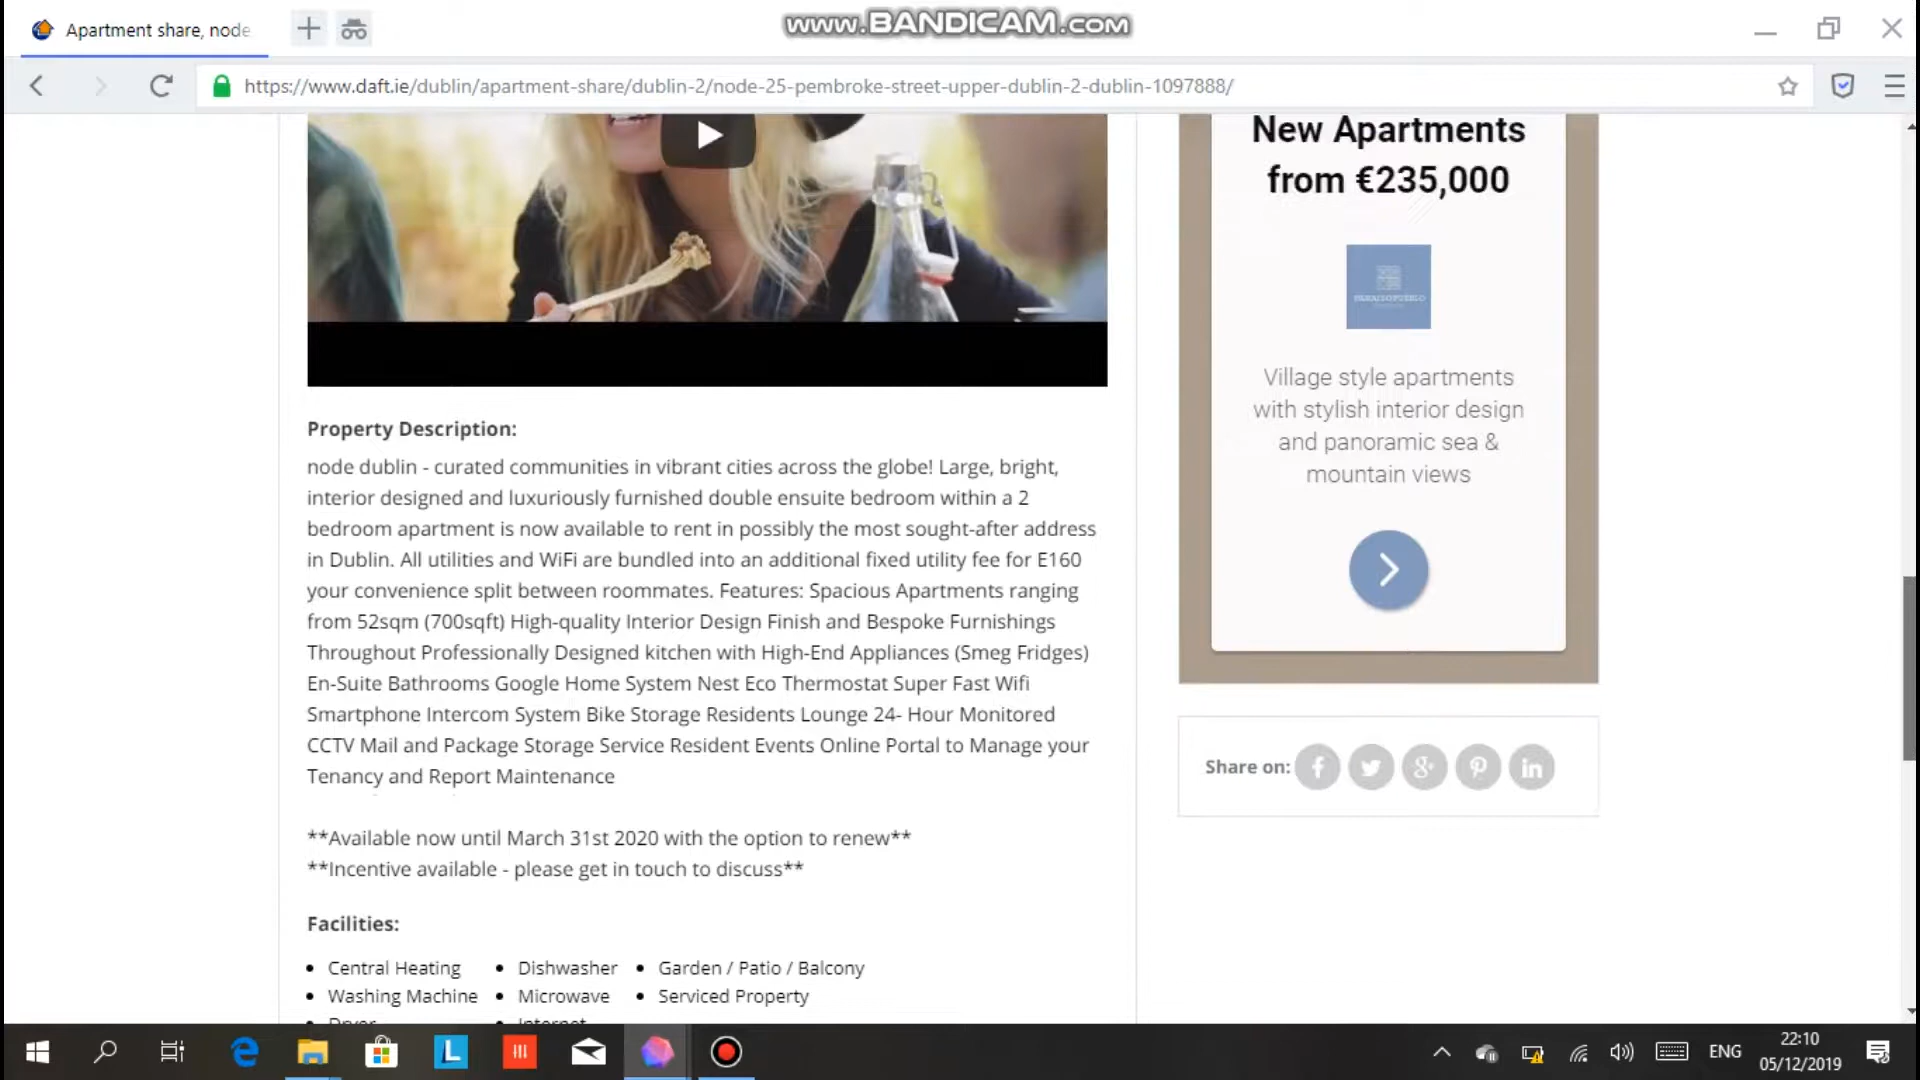 Apartment share, node
www.BANDICAM.com
https://www.daft.ie/dublin/apartment-share/dublin-2/node-25-pembroke-street-upper-dublin-2-dublin-1097888/
New Apartments
from €235,000
PARAISOPUEBLO
Village style apartments
with stylish interior design
and panoramic sea &
mountain views
Property Description:
node dublin - curated communities in vibrant cities across the globe! Large, bright,
interior designed and luxuriously furnished double ensuite bedroom within a 2
bedroom apartment is now available to rent in possibly the most sought-after address
in Dublin. All utilities and WiFi are bundled into an additional fixed utility fee for E160
your convenience split between roommates. Features: Spacious Apartments ranging
from 52sqm (700sqft) High-quality Interior Design Finish and Bespoke Furnishings
Throughout Professionally Designed kitchen with High-End Appliances (Smeg Fridges)
En-Suite Bathrooms Google Home System Nest Eco Thermostat Super Fast Wifi
Smartphone Intercom System Bike Storage Residents Lounge 24- Hour Monitored
CCTV Mail and Package Storage Service Resident Events Online Portal to Manage your
Tenancy and Report Maintenance
**Available now until March 31st 2020 with the option to renew**
**Incentive available - please get in touch to discuss**
Share on:
Facilities:
Central Heating
Dishwasher
Garden / Patio / Balcony
Washing Machine
Microwave
Serviced Property
Dryer
Internet
ENG
22:10
05/12/2019